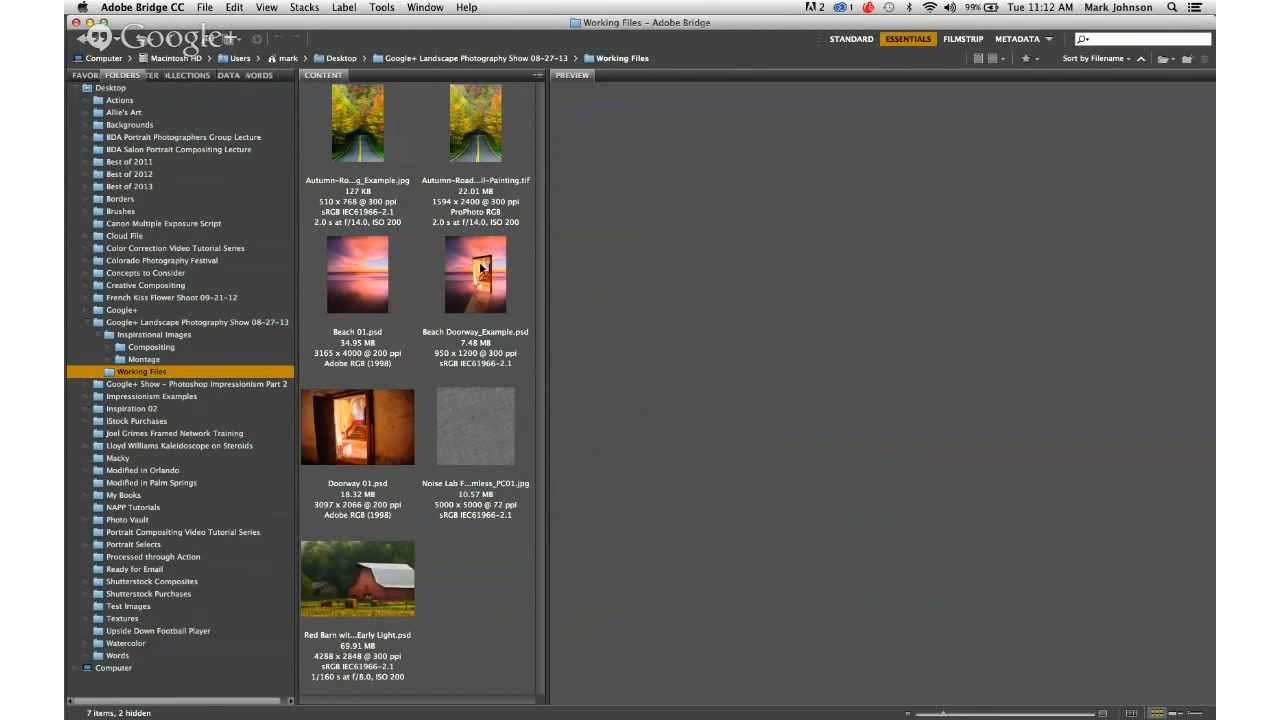 Adobe Bridge CC File Edit View Stacks Label Tools Window Help 2 1 99% Tue 11:12 AM Mark Johnson
Working Files – Adobe Bridge
Google+
STANDARD ESSENTIALS FILMSTRIP METADATA
Computer Macintosh HD Users mark Desktop Google+ Landscape Photography Show 08-27-13 Working Files Sort by Filename
FAVOR FOLDERS TER LLECTIONS DATA WORDS CONTENT PREVIEW
Desktop
Actions
Allie's Art
Backgrounds
BDA Portrait Photographers Group Lecture
BDA Salon Portrait Compositing Lecture
Best of 2011
Best of 2012
Best of 2013
Borders
Brushes
Canon Multiple Exposure Script
Cloud File
Color Correction Video Tutorial Series
Colorado Photography Festival
Concepts to Consider
Creative Compositing
French Kiss Flower Shoot 09-21-12
Google+
Google+ Landscape Photography Show 08-27-13
Inspirational Images
Compositing
Montage
Working Files
Google+ Show - Photoshop Impressionism Part 2
Impressionism Examples
Inspiration 02
iStock Purchases
Joel Grimes Framed Network Training
Lloyd Williams Kaleidoscope on Steroids
Macky
Modified in Orlando
Modified in Palm Springs
My Books
NAPP Tutorials
Photo Vault
Portrait Compositing Video Tutorial Series
Portrait Selects
Processed through Action
Ready for Email
Shutterstock Composites
Shutterstock Purchases
Test Images
Textures
Upside Down Football Player
Watercolor
Words
Computer
Autumn-Ro...g_Example.jpg
127 KB
510 x 768 @ 300 ppi
sRGB IEC61966-2.1
2.0 s at f/14.0, ISO 200
Autumn-Road...il-Painting.tif
22.01 MB
1594 x 2400 @ 300 ppi
ProPhoto RGB
2.0 s at f/14.0, ISO 200
Beach 01.psd
34.95 MB
3165 x 4000 @ 200 ppi
Adobe RGB (1998)
Beach Doorway_Example.psd
7.48 MB
950 x 1200 @ 300 ppi
sRGB IEC61966-2.1
Doorway 01.psd
18.32 MB
3097 x 2066 @ 200 ppi
Adobe RGB (1998)
Noise Lab F...mless_PC01.jpg
10.57 MB
5000 x 5000 @ 72 ppi
sRGB IEC61966-2.1
Red Barn wit...Early Light.psd
69.91 MB
4288 x 2848 @ 300 ppi
sRGB IEC61966-2.1
1/160 s at f/8.0, ISO 200
7 items, 2 hidden